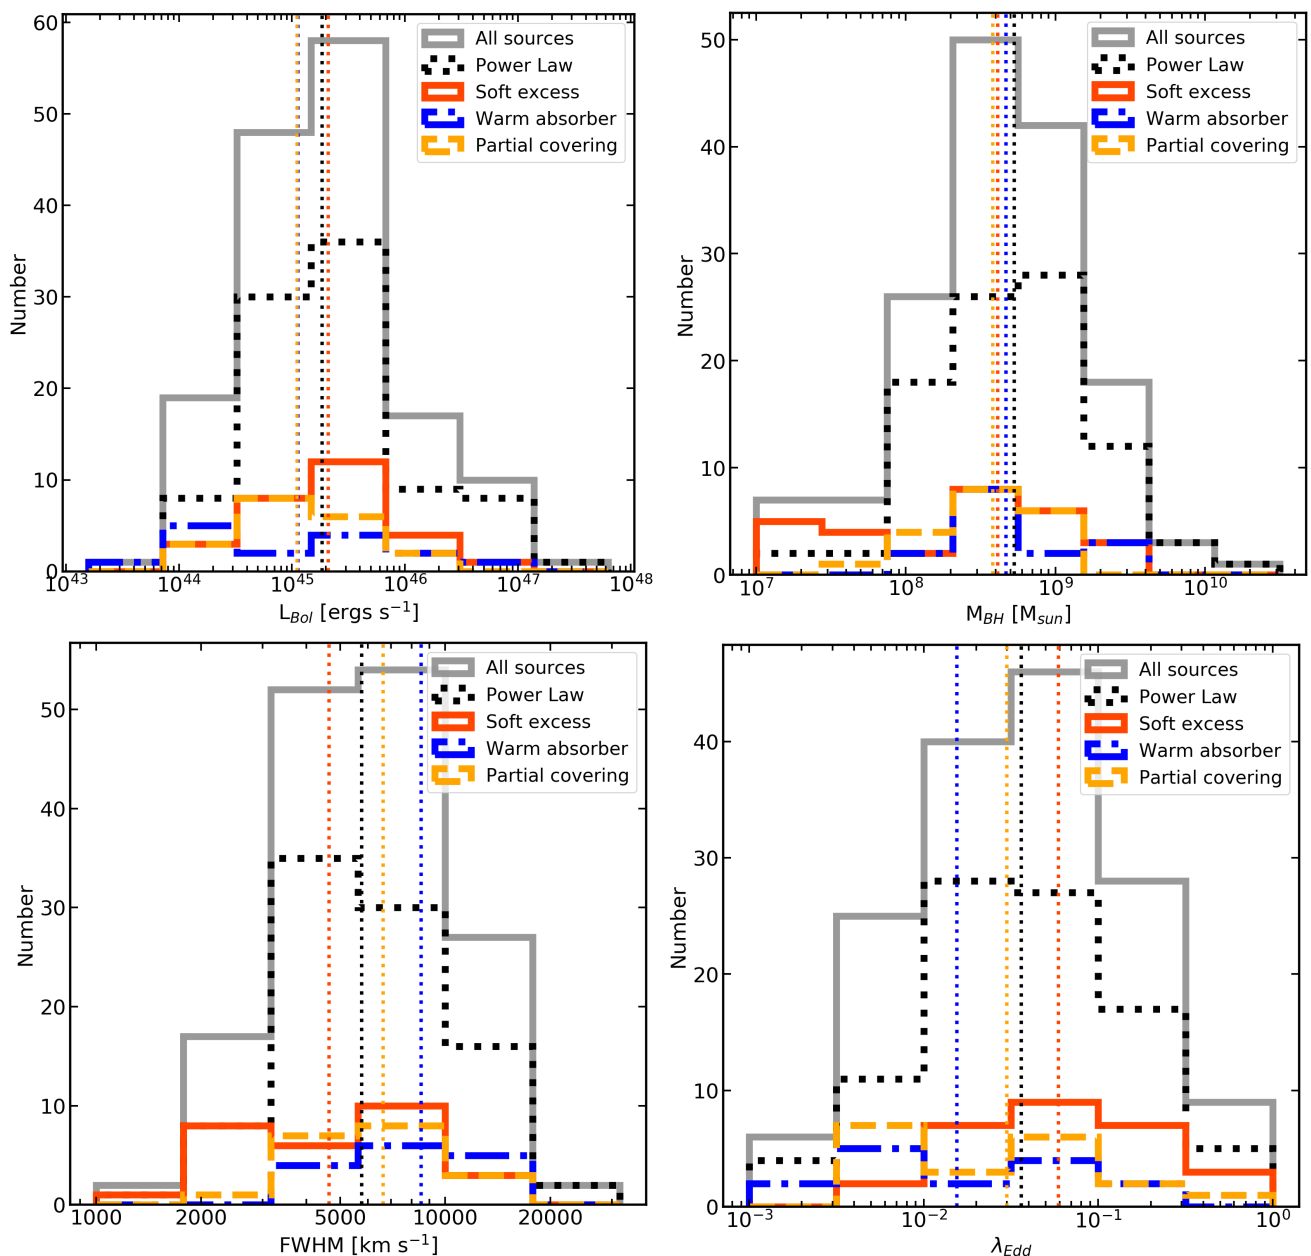 60
50
40
30
20
10
0
Number
10^43
10^44
10^45
10^46
10^47
10^48
L_Bol [ergs s^−1]
All sources
Power Law
Soft excess
Warm absorber
Partial covering
50
40
30
20
10
0
Number
10^7
10^8
10^9
10^10
M_BH [M_sun]
All sources
Power Law
Soft excess
Warm absorber
Partial covering
50
40
30
20
10
0
Number
1000
2000
5000
10000
20000
FWHM [km s^−1]
All sources
Power Law
Soft excess
Warm absorber
Partial covering
40
30
20
10
0
Number
10^−3
10^−2
10^−1
10^0
λ_Edd
All sources
Power Law
Soft excess
Warm absorber
Partial covering